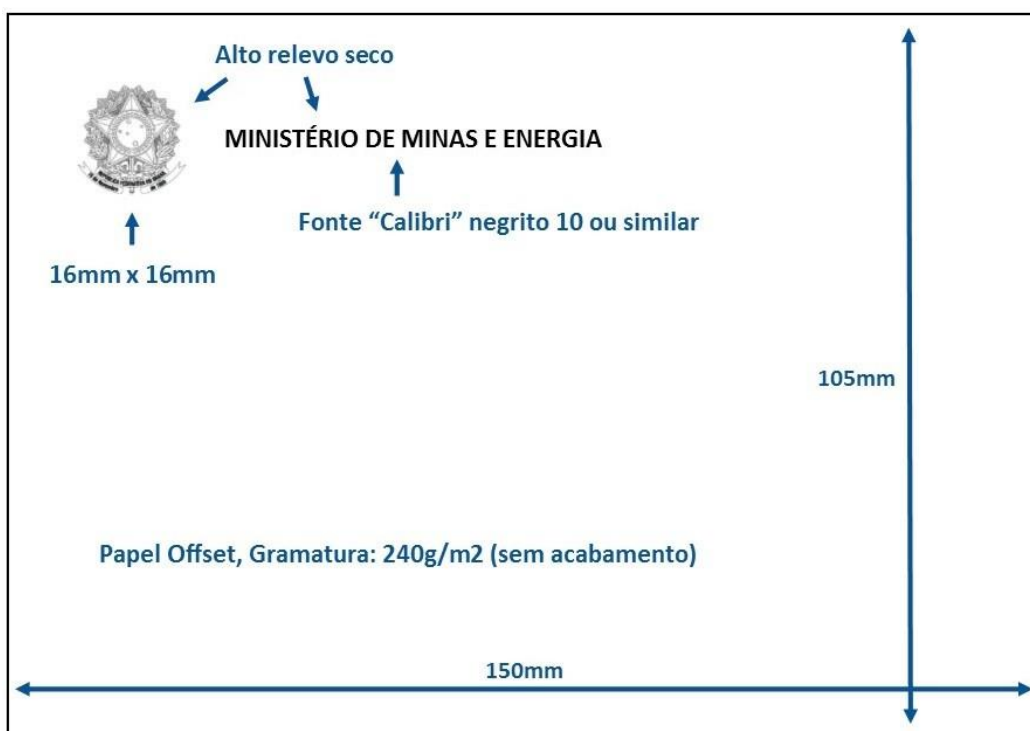 Alto relevo seco
MINISTÉRIO DE MINAS E ENERGIA
Fonte “Calibri” negrito 10 ou similar
16mm x 16mm
105mm
Papel Offset, Gramatura: 240g/m2 (sem acabamento)
150mm